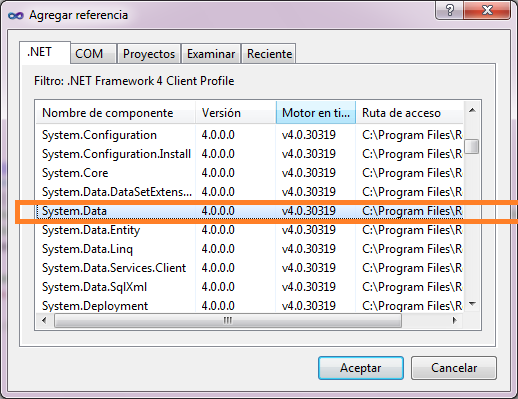 Agregar referencia
.NET COM Proyectos Examinar Reciente
Filtro: .NET Framework 4 Client Profile
Nombre de componente Versión Motor en ti... Ruta de acceso
System.Configuration 4.0.0.0 v4.0.30319 C:\Program Files\R
System.Configuration.Install 4.0.0.0 v4.0.30319 C:\Program Files\R
System.Core 4.0.0.0 v4.0.30319 C:\Program Files\R
System.Data.DataSetExtens... 4.0.0.0 v4.0.30319 C:\Program Files\R
System.Data 4.0.0.0 v4.0.30319 C:\Program Files\R
System.Data.Entity 4.0.0.0 v4.0.30319 C:\Program Files\R
System.Data.Linq 4.0.0.0 v4.0.30319 C:\Program Files\R
System.Data.Services.Client 4.0.0.0 v4.0.30319 C:\Program Files\R
System.Data.SqlXml 4.0.0.0 v4.0.30319 C:\Program Files\R
System.Deployment 4.0.0.0 v4.0.30319 C:\Program Files\R
Aceptar Cancelar